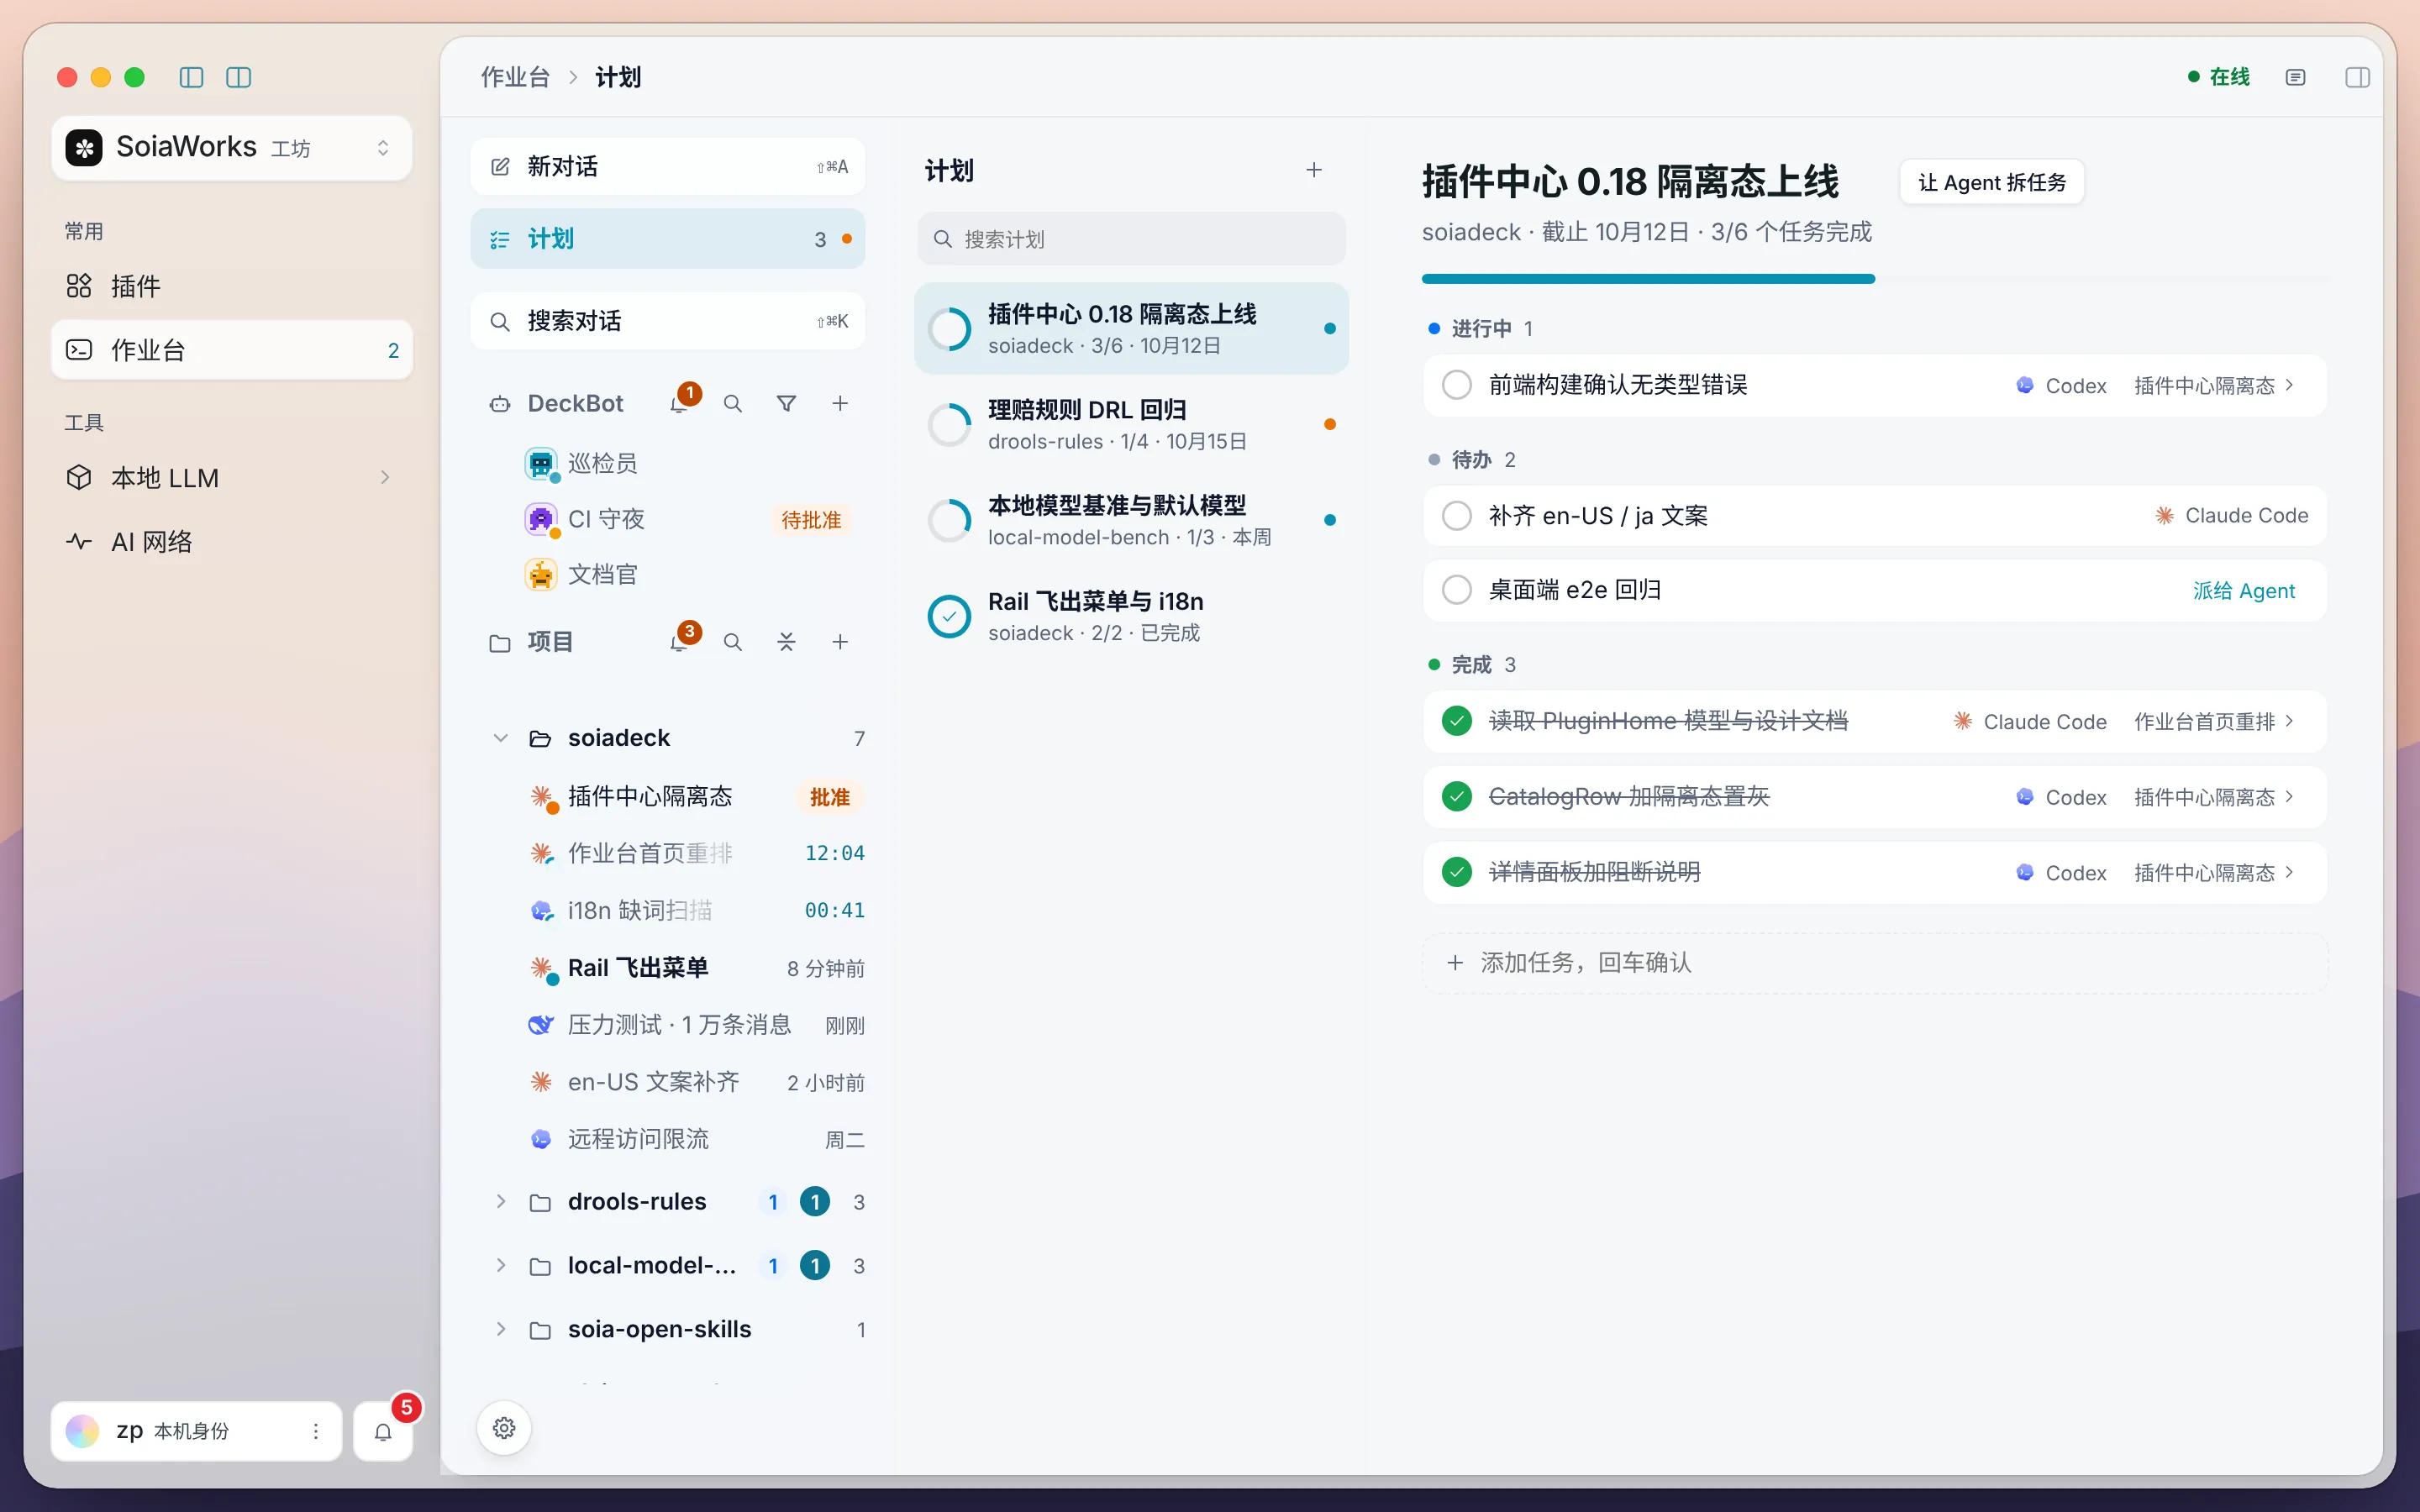 SoiaWorks 工坊
常用
插件
作业台 2
工具
本地 LLM
AI 网络
zp 本机身份
5
作业台 > 计划
在线
新对话 ⇧⌘A
计划 3
搜索对话 ⇧⌘K
DeckBot 1
巡检员
CI 守夜 待批准
文档官
项目 3
soiadeck 7
插件中心隔离态 批准
作业台首页重排 12:04
i18n 缺词扫描 00:41
Rail 飞出菜单 8 分钟前
压力测试 · 1 万条消息 刚刚
en-US 文案补齐 2 小时前
远程访问限流 周二
drools-rules 1 1 3
local-model-... 1 1 3
soia-open-skills 1
计划
搜索计划
插件中心 0.18 隔离态上线
soiadeck · 3/6 · 10月12日
理赔规则 DRL 回归
drools-rules · 1/4 · 10月15日
本地模型基准与默认模型
local-model-bench · 1/3 · 本周
Rail 飞出菜单与 i18n
soiadeck · 2/2 · 已完成
插件中心 0.18 隔离态上线
让 Agent 拆任务
soiadeck · 截止 10月12日 · 3/6 个任务完成
进行中 1
前端构建确认无类型错误 Codex 插件中心隔离态 >
待办 2
补齐 en-US / ja 文案 Claude Code
桌面端 e2e 回归 派给 Agent
完成 3
读取 PluginHome 模型与设计文档 Claude Code 作业台首页重排 >
CatalogRow 加隔离态置灰 Codex 插件中心隔离态 >
详情面板加阻断说明 Codex 插件中心隔离态 >
+ 添加任务，回车确认